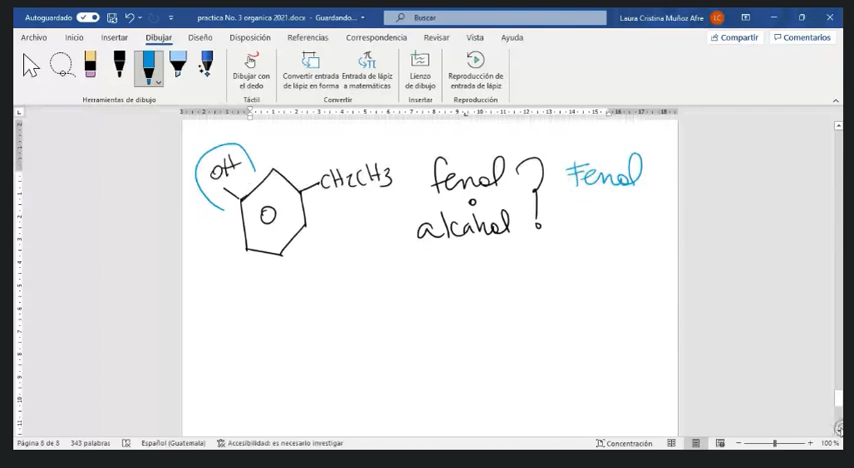 Autoguardado
practica No. 3 organica 2021.docx - Guardando...
Buscar
Laura Cristina Muñoz Afre
LC
Archivo Inicio Insertar Dibujar Diseño Disposición Referencias Correspondencia Revisar Vista Ayuda
Compartir
Comentarios
Dibujar con el dedo
Convertir entrada de lápiz en forma
Entrada de lápiz a matemáticas
Lienzo de dibujo
Reproducción de entrada de lápiz
Herramientas de dibujo
Táctil
Convertir
Insertar
Reproducción
OH
CH2CH3
fenol
o
alcahol
?
Fenol
Página 8 de 8
343 palabras
Español (Guatemala)
Accesibilidad: es necesario investigar
Concentración
100 %